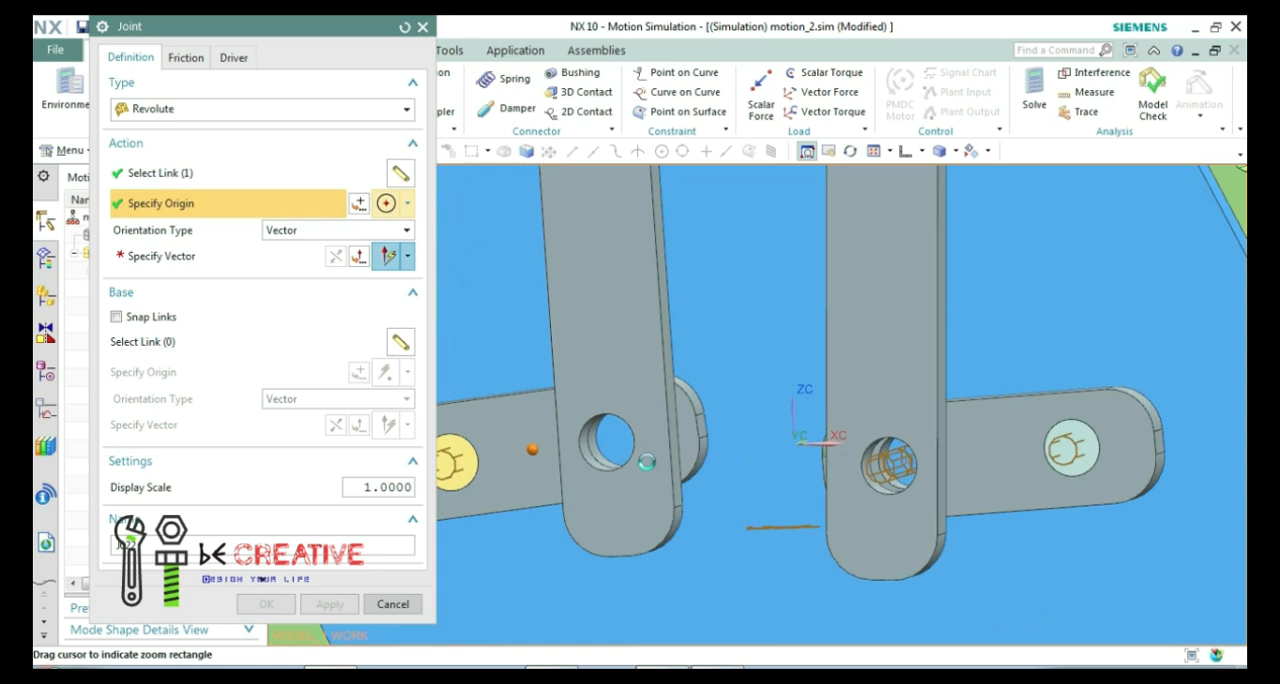 NX
NX 10 - Motion Simulation - [(Simulation) motion_2.sim (Modified) ]
SIEMENS
Joint
File
Tools
Application
Assemblies
Find a Command
Definition
Friction
Driver
Type
Revolute
Environme
Spring
Damper
Bushing
3D Contact
2D Contact
Connector
Point on Curve
Curve on Curve
Point on Surface
Constraint
Scalar Force
Scalar Torque
Vector Force
Vector Torque
Load
PMDC Motor
Signal Chart
Plant Input
Plant Output
Control
Solve
Interference
Measure
Trace
Model Check
Animation
Analysis
Menu
Action
Select Link (1)
Specify Origin
Orientation Type
Vector
* Specify Vector
Base
Snap Links
Select Link (0)
Specify Origin
Orientation Type
Vector
Specify Vector
Settings
Display Scale
1.0000
bE CREATIVE
DESIGN YOUR LIFE
OK
Apply
Cancel
Mode Shape Details View
ZC
YC
XC
WORK
Drag cursor to indicate zoom rectangle